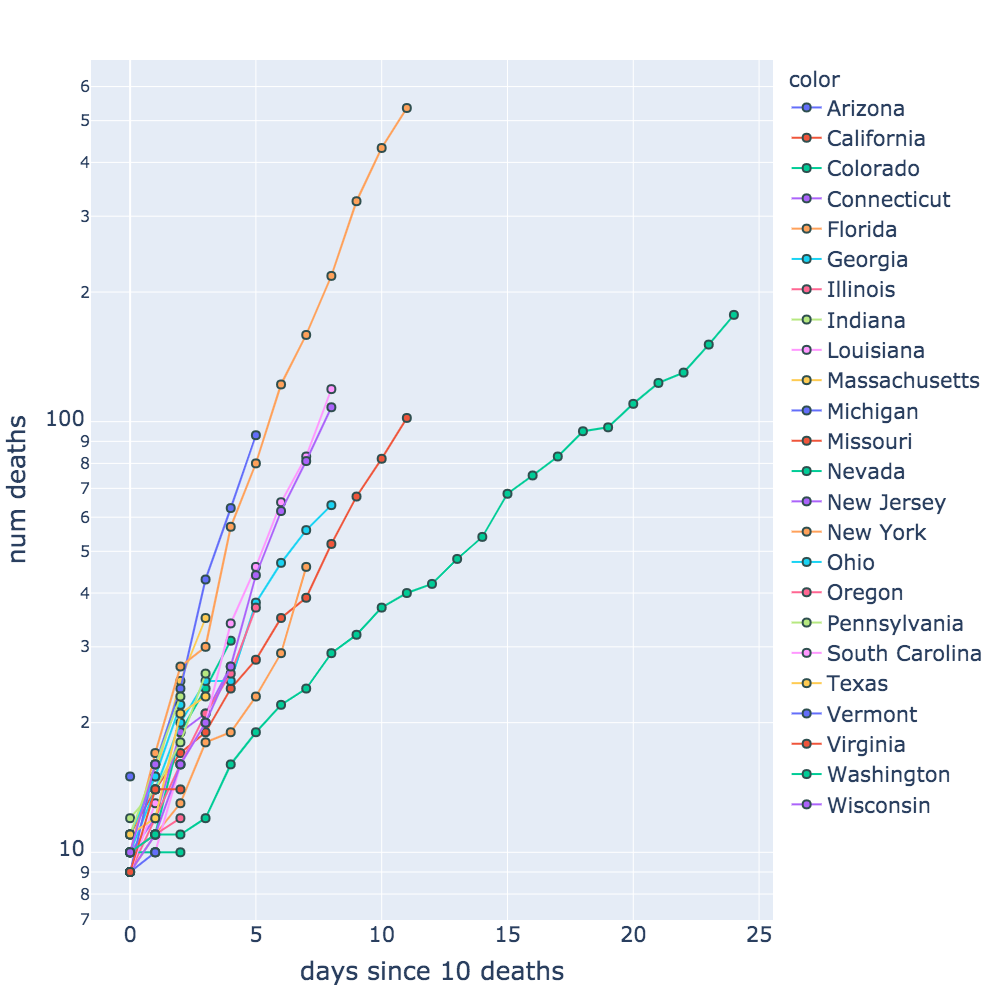 color
Arizona
California
Colorado
Connecticut
Florida
Georgia
Illinois
Indiana
Louisiana
Massachusetts
Michigan
Missouri
Nevada
New Jersey
New York
Ohio
Oregon
Pennsylvania
South Carolina
Texas
Vermont
Virginia
Washington
Wisconsin
6
5
4
3
2
100
9
8
7
6
5
4
3
2
10
9
8
7
num deaths
0 5 10 15 20 25
days since 10 deaths